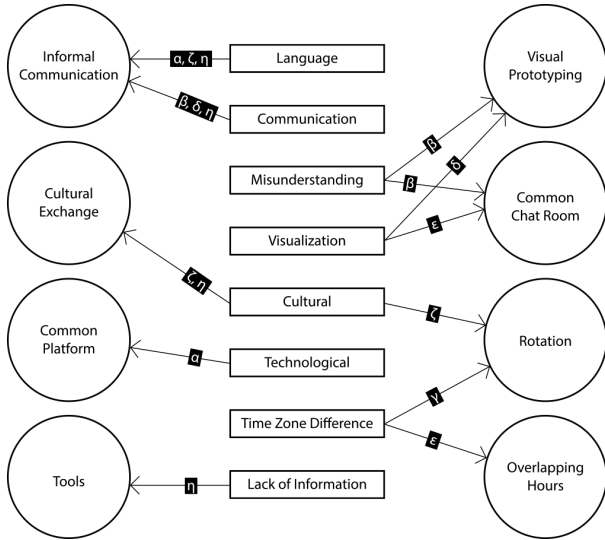 Informal
Communication
α, ζ, η
Language
Visual
Prototyping
β, δ, η
Communication
β
δ
Misunderstanding
β
Cultural
Exchange
Common
Chat Room
Visualization
ε
ζ, η
Cultural
ζ
Common
Platform
α
Technological
Rotation
γ
Time Zone Difference
ε
Tools
η
Lack of Information
Overlapping
Hours